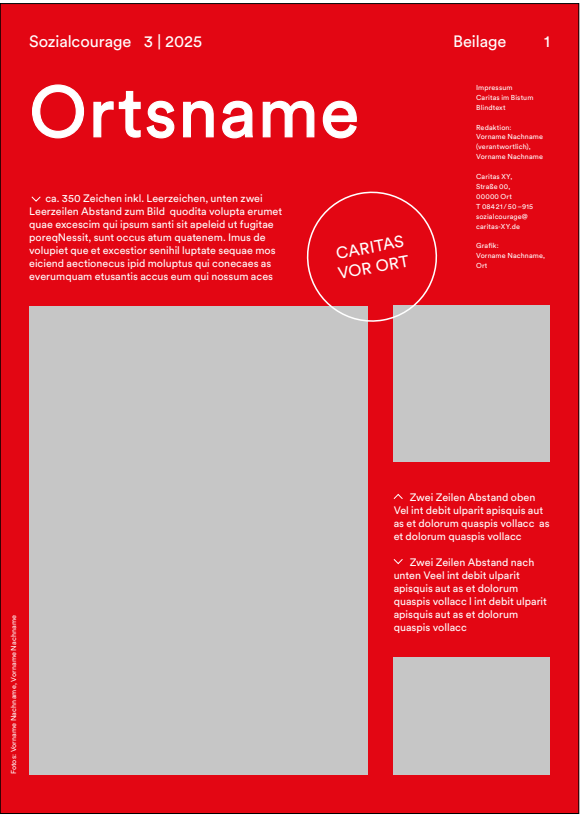 Sozialcourage 3 | 2025
Beilage 1
Ortsname
Impressum
Caritas im Bistum
Blindtext
Redaktion:
Vorname Nachname
(verantwortlich),
Vorname Nachname
Caritas XY,
Straße 00,
00000 Ort
T 08421/50-915
sozialcourage@
caritas-XY.de
Grafik:
Vorname Nachname,
Ort
ca. 350 Zeichen inkl. Leerzeichen, unten zwei
Leerzeilen Abstand zum Bild quodita volupta erumet
quae excescim qui ipsum santi sit apeleid ut fugitae
poreqNessit, sunt occus atum quatenem. Imus de
volupiet que et excestior senihil luptate sequae mos
eiciend aectionecus ipid moluptus qui conecaes as
everumquam etusantis accus eum qui nossum aces
CARITAS
VOR ORT
Zwei Zeilen Abstand oben
Vel int debit ulparit apisquis aut
as et dolorum quaspis vollacc as
et dolorum quaspis vollacc
Zwei Zeilen Abstand nach
unten Veel int debit ulparit
apisquis aut as et dolorum
quaspis vollacc l int debit ulparit
apisquis aut as et dolorum
quaspis vollacc
Fotos: Vorname Nachname, Vorname Nachname